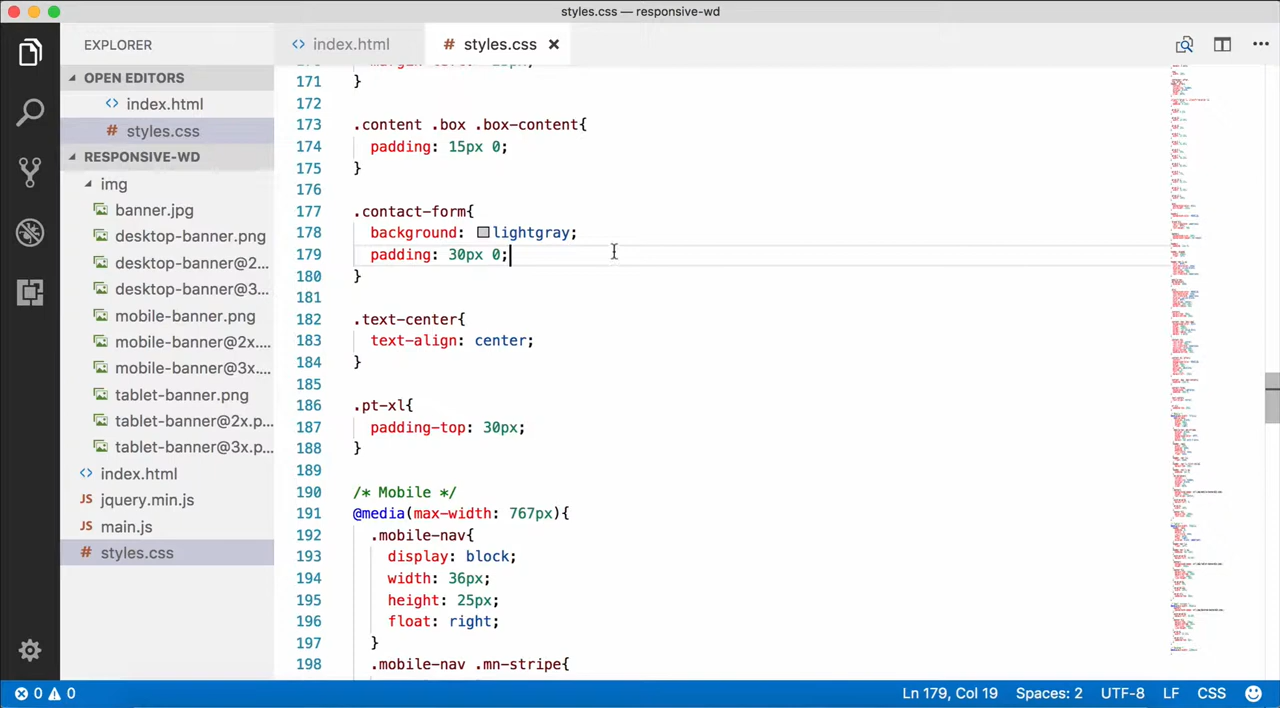 styles.css — responsive-wd
EXPLORER
OPEN EDITORS
<> index.html
# styles.css
RESPONSIVE-WD
img
banner.jpg
desktop-banner.png
desktop-banner@2...
desktop-banner@3...
mobile-banner.png
mobile-banner@2x....
mobile-banner@3x....
tablet-banner.png
tablet-banner@2x.p...
tablet-banner@3x.p...
<> index.html
JS jquery.min.js
JS main.js
# styles.css
<> index.html
# styles.css ×
171 }
172
173 .content .box .box-content{
174 padding: 15px 0;
175 }
176
177 .contact-form{
178 background: lightgray;
179 padding: 30px 0;
180 }
181
182 .text-center{
183 text-align: center;
184 }
185
186 .pt-xl{
187 padding-top: 30px;
188 }
189
190 /* Mobile */
191 @media(max-width: 767px){
192 .mobile-nav{
193 display: block;
194 width: 36px;
195 height: 25px;
196 float: right;
197 }
198 .mobile-nav .mn-stripe{
0 0
Ln 179, Col 19 Spaces: 2 UTF-8 LF CSS